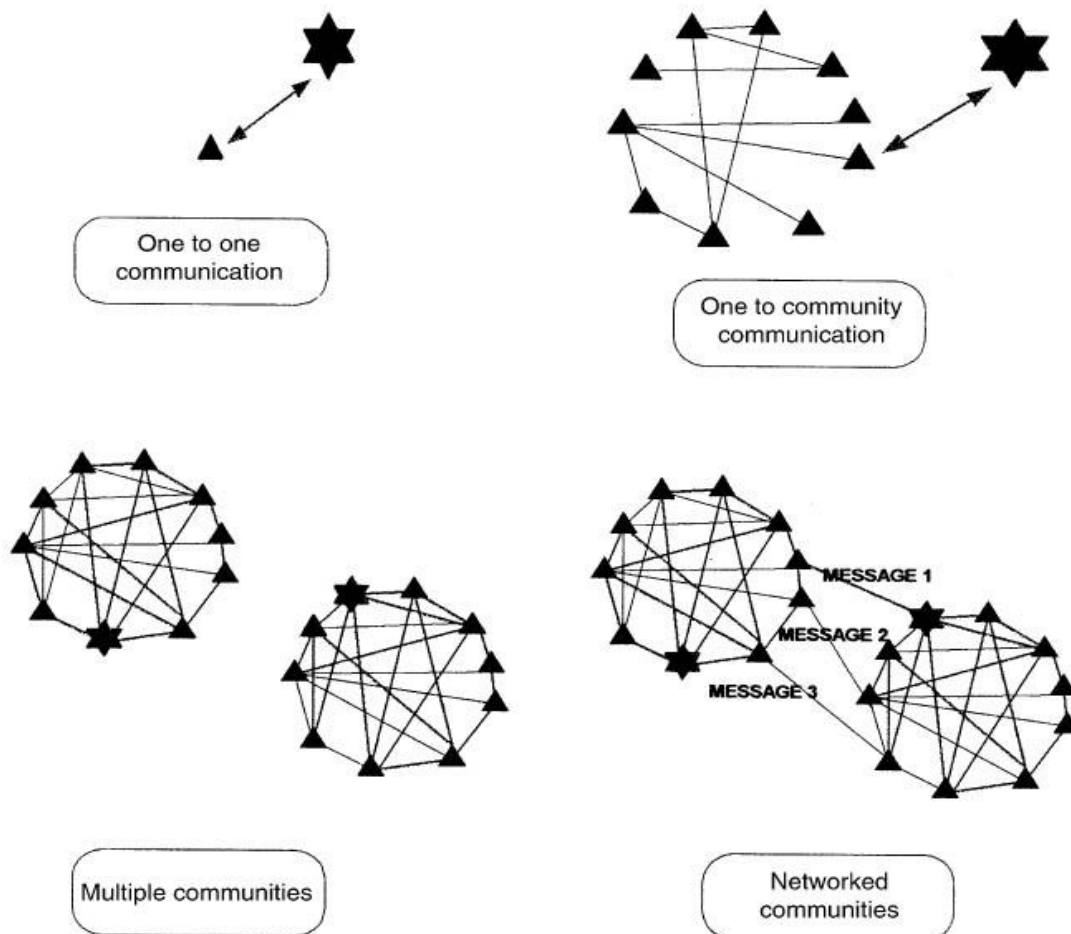 One to one
communication
One to community
communication
MESSAGE 1
MESSAGE 2
MESSAGE 3
Multiple communities
Networked
communities